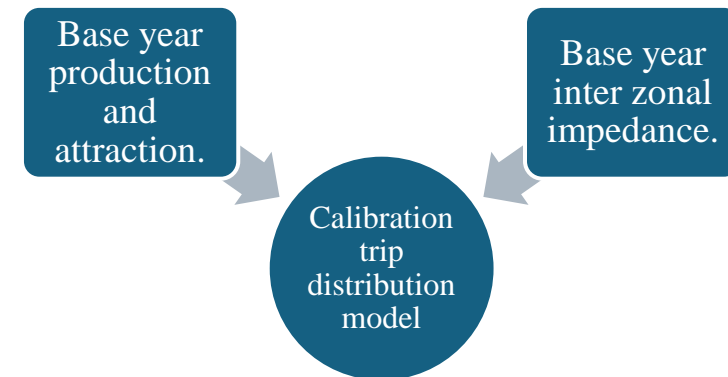 Base year
production
and
attraction.
Base year
inter zonal
impedance.
Calibration
trip
distribution
model